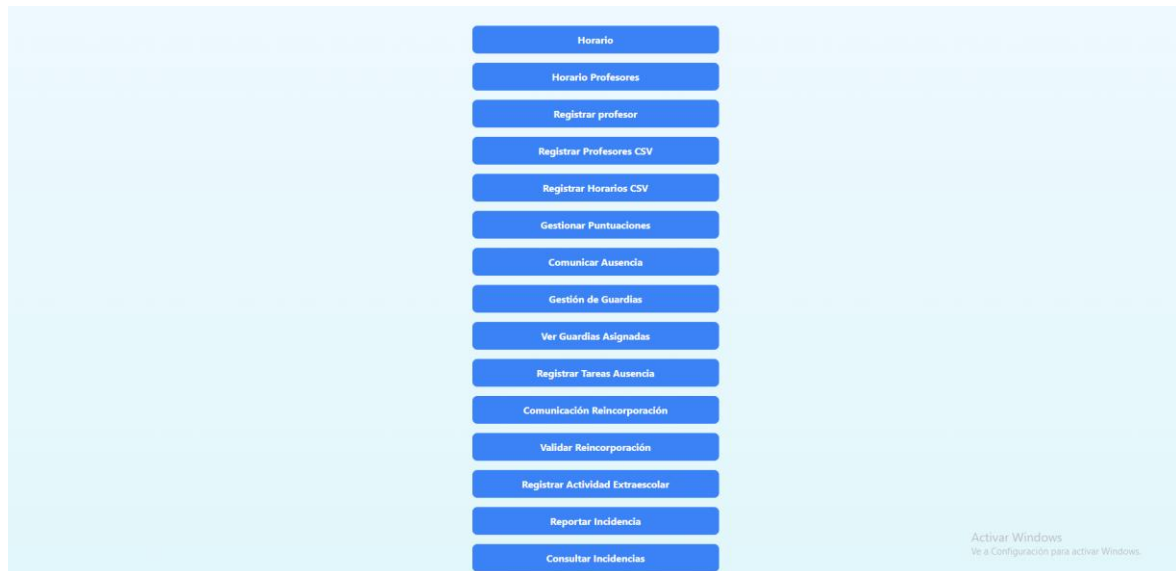 Horario
Horario Profesores
Registrar profesor
Registrar Profesores CSV
Registrar Horarios CSV
Gestionar Puntuaciones
Comunicar Ausencia
Gestión de Guardias
Ver Guardias Asignadas
Registrar Tareas Ausencia
Comunicación Reincorporación
Validar Reincorporación
Registrar Actividad Extraescolar
Reportar Incidencia
Consultar Incidencias
Activar Windows
Ve a Configuración para activar Windows.